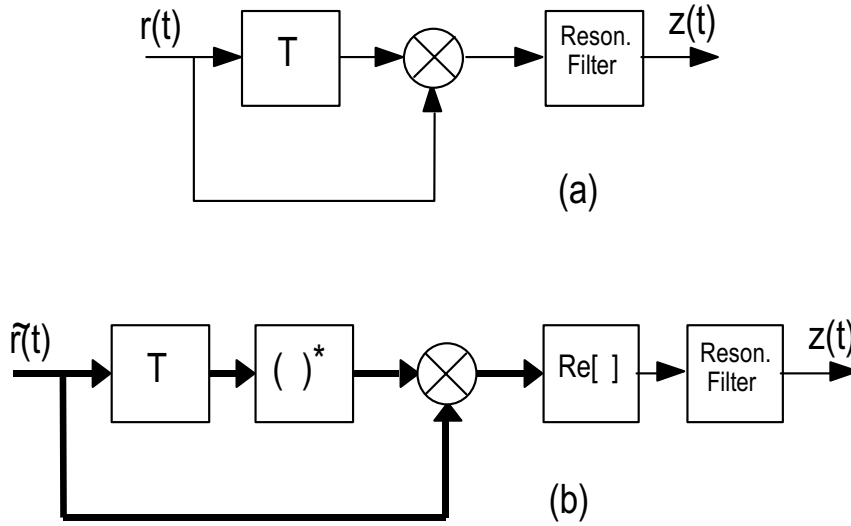 r(t)
T
Reson.
Filter
z(t)
(a)
r̃(t)
T
( )*
Re[ ]
Reson.
Filter
z(t)
(b)